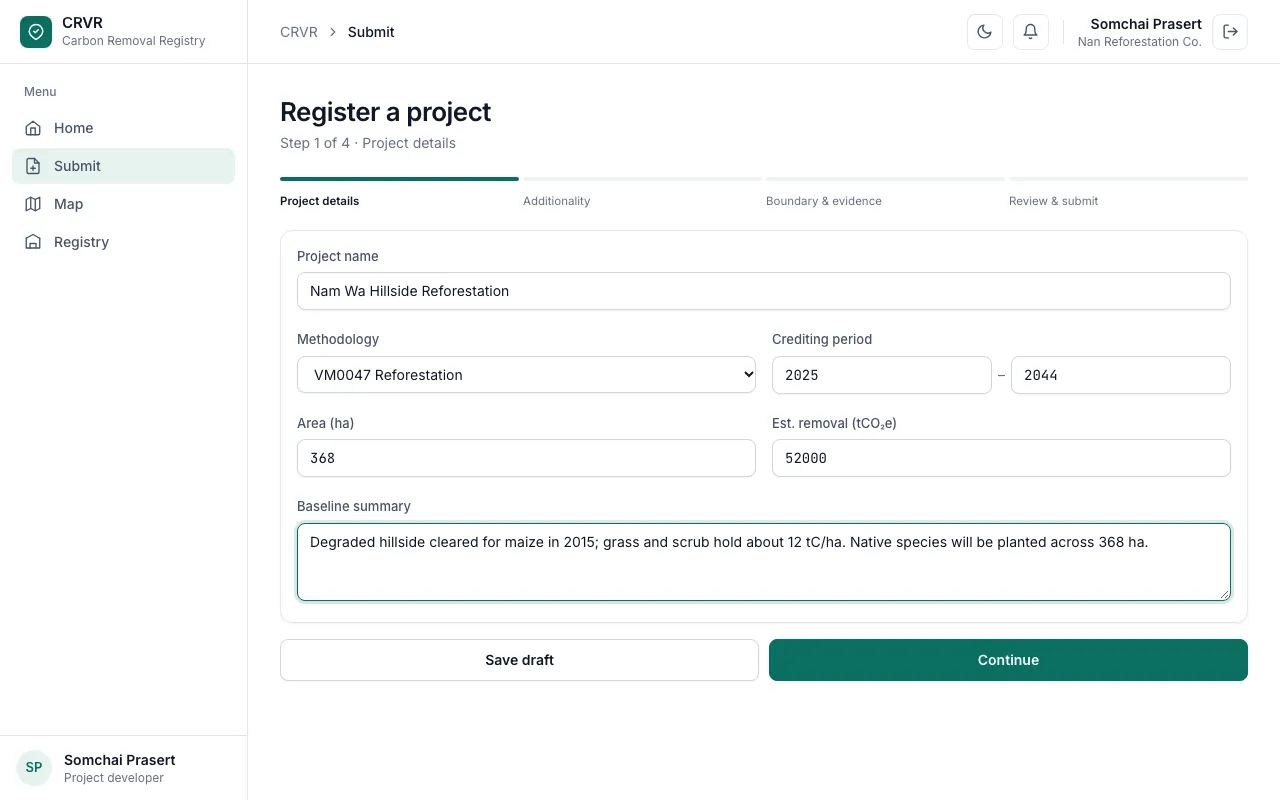 CRVR
Carbon Removal Registry
CRVR > Submit
Somchai Prasert
Nan Reforestation Co.
Menu
Home
Submit
Map
Registry
Register a project
Step 1 of 4 · Project details
Project details
Additionality
Boundary & evidence
Review & submit
Project name
Nam Wa Hillside Reforestation
Methodology
Crediting period
VM0047 Reforestation
2025 – 2044
Area (ha)
Est. removal (tCO₂e)
368
52000
Baseline summary
Degraded hillside cleared for maize in 2015; grass and scrub hold about 12 tC/ha. Native species will be planted across 368 ha.
Save draft
Continue
SP
Somchai Prasert
Project developer